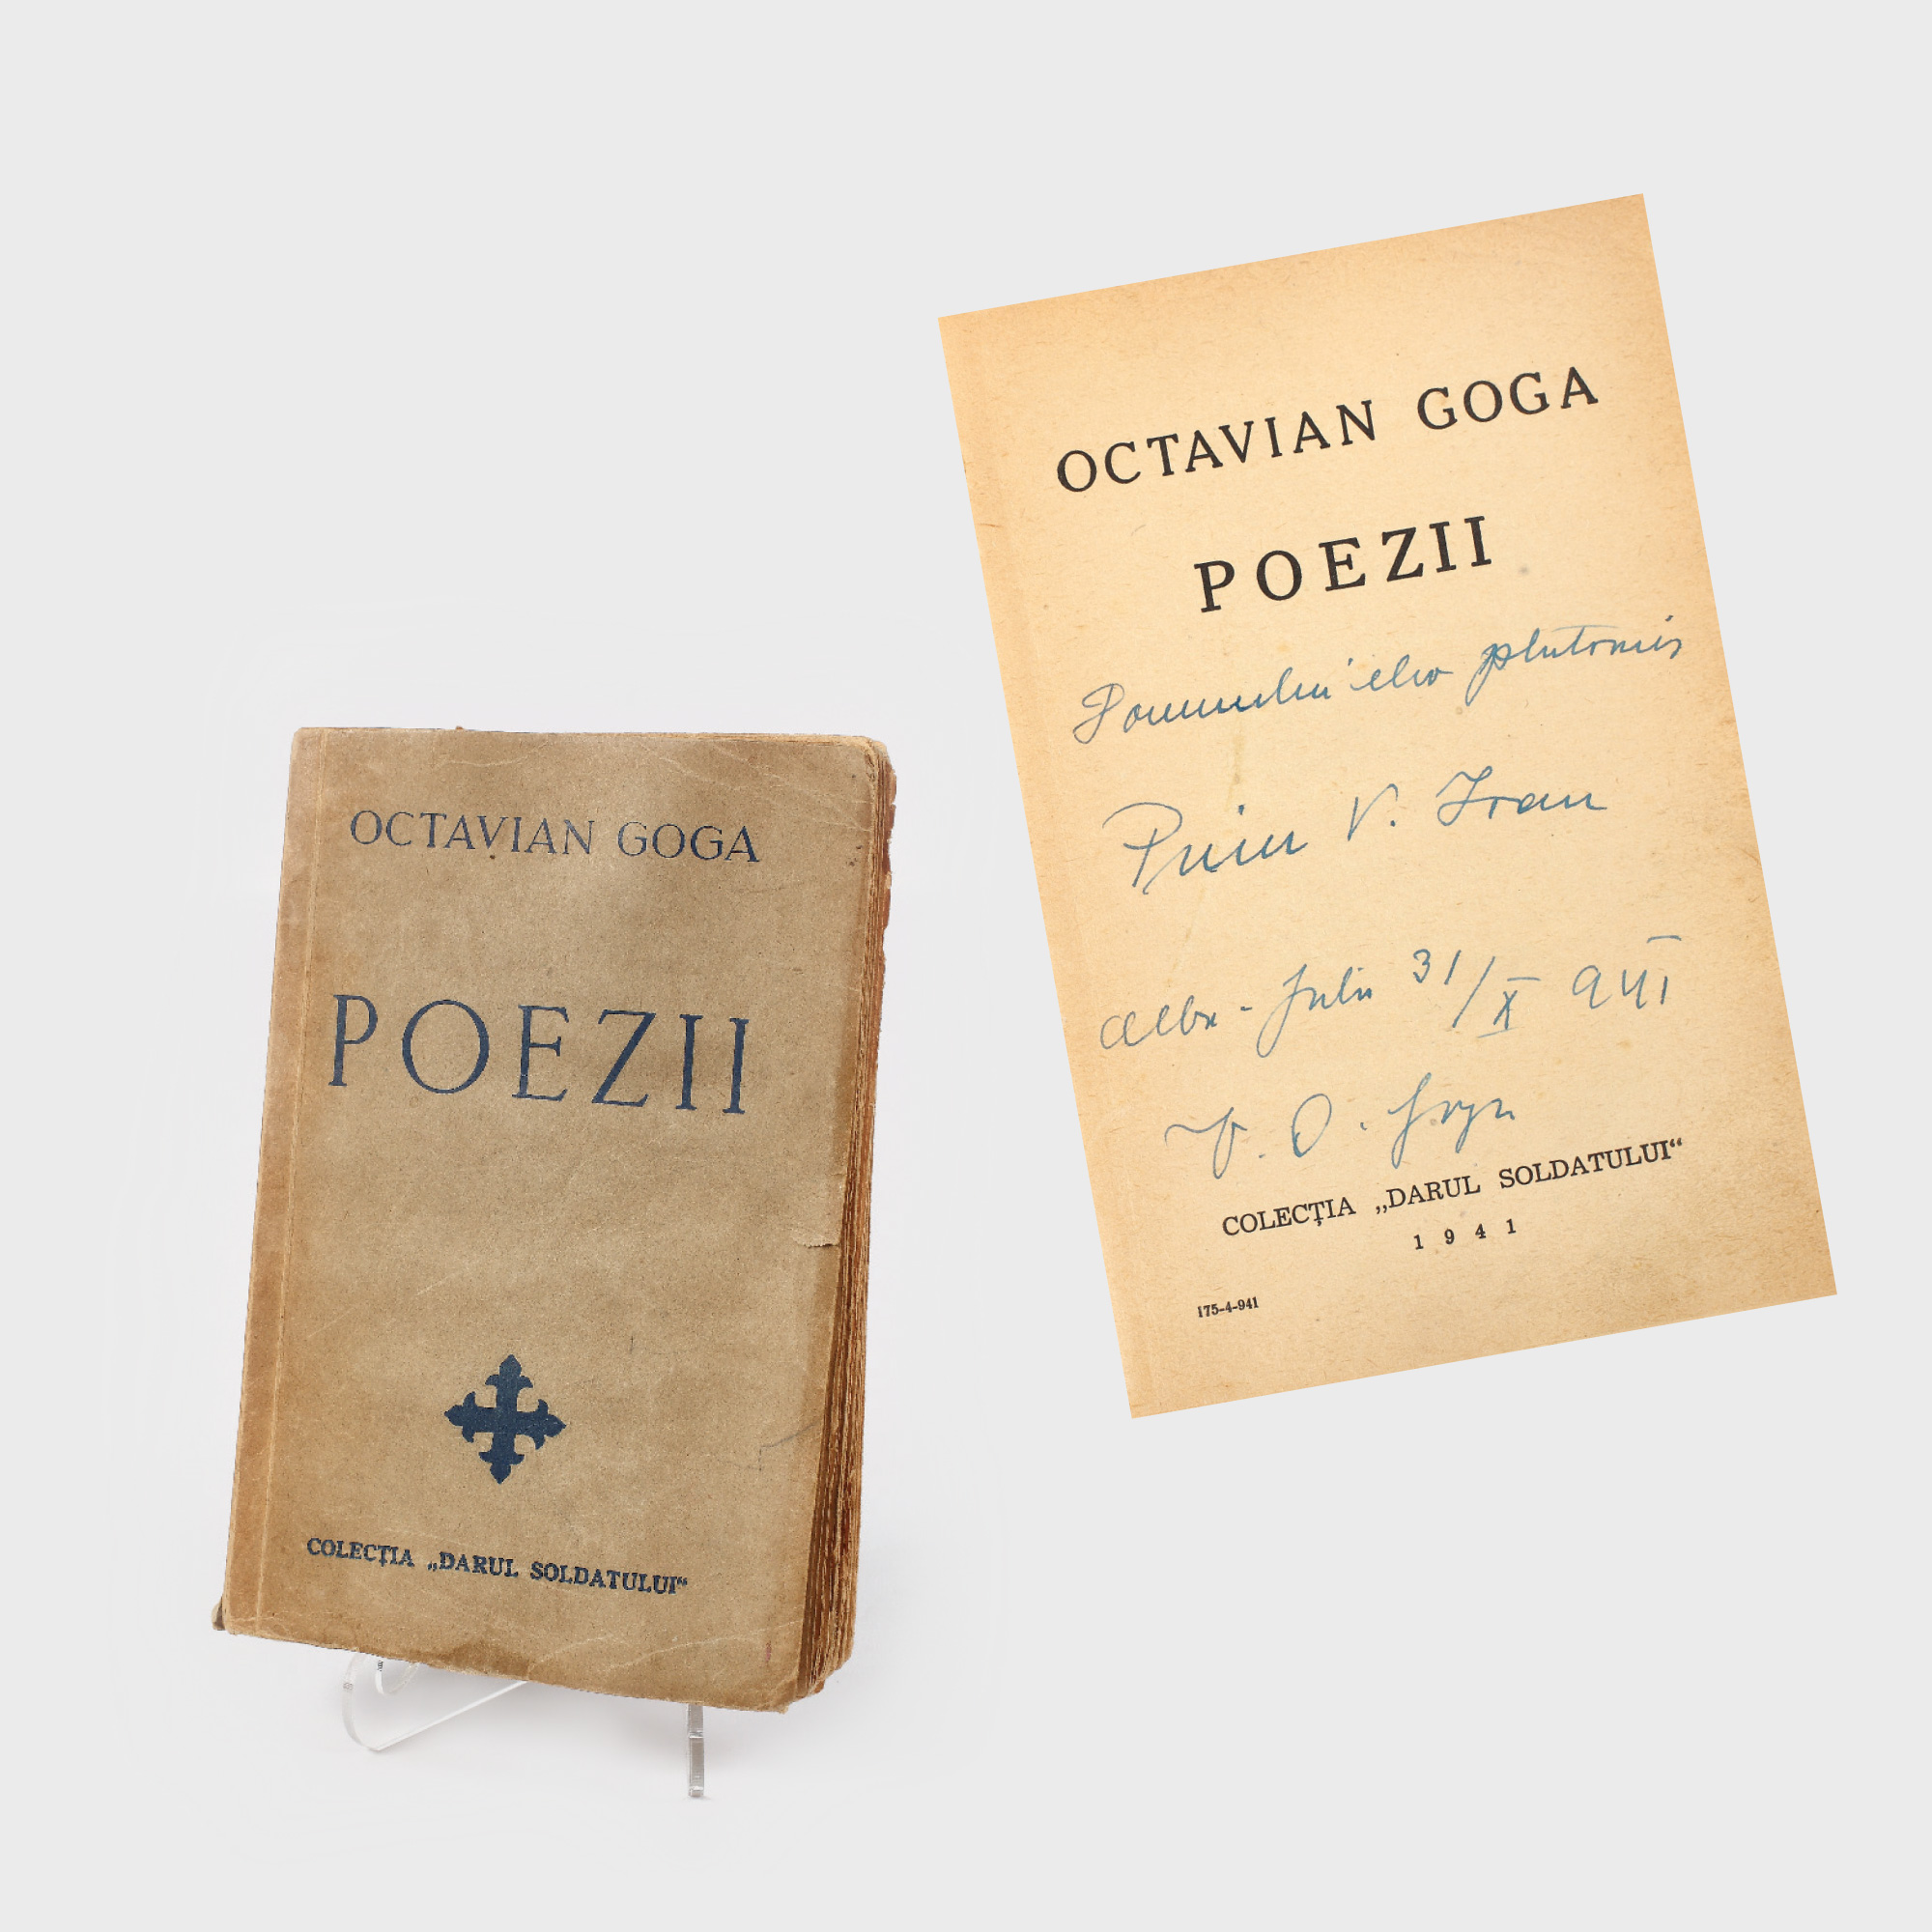 OCTAVIAN GOGA
POEZII
COLECȚIA „DARUL SOLDATULUI“
OCTAVIAN GOGA
POEZII
Domnului elev plutonier
V. Ioan
Alba-Iulia 31/X 941
V. O. Goga
COLECȚIA „DARUL SOLDATULUI“
1941
175-4-941